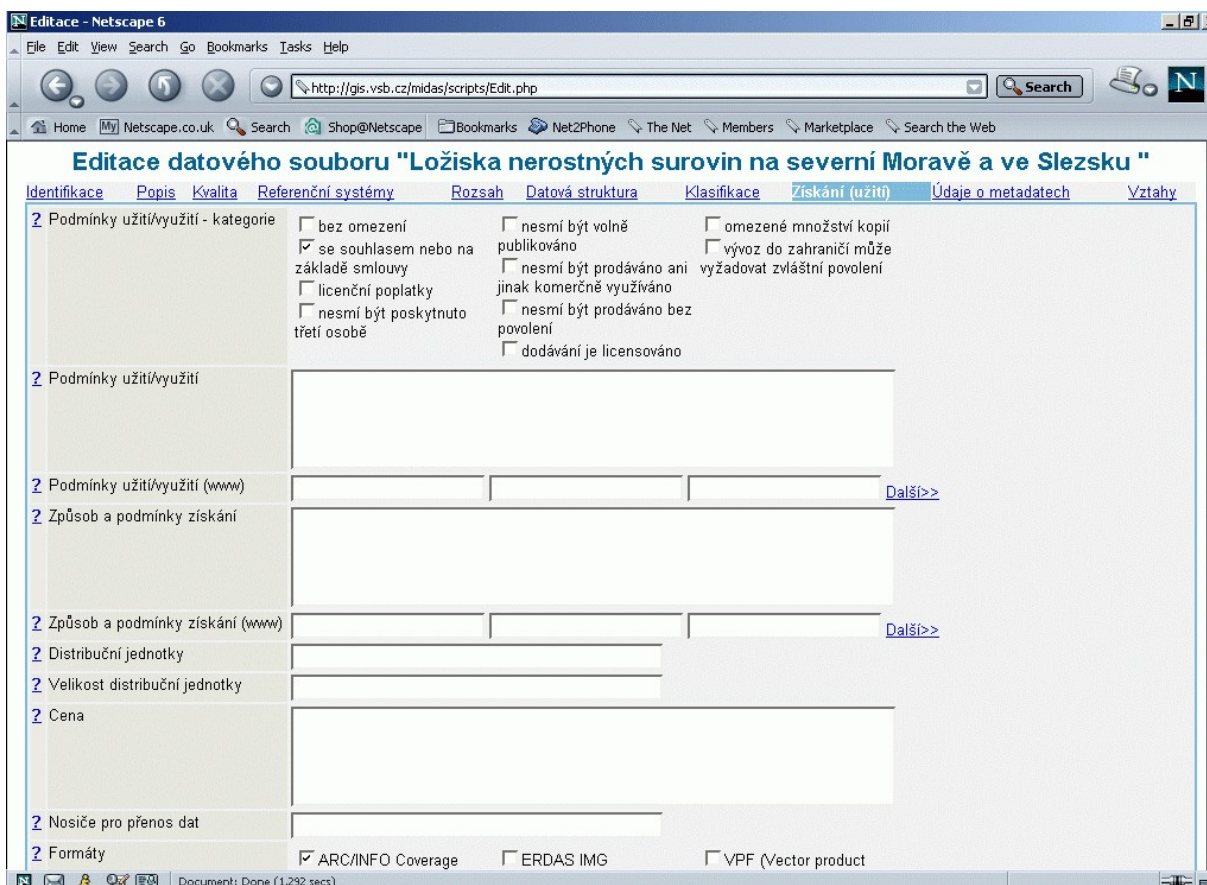 Editace - Netscape 6
File Edit View Search Go Bookmarks Tasks Help
http://gis.vsb.cz/midas/scripts/Edit.php Search N
Home My Netscape.co.uk Search Shop@Netscape Bookmarks Net2Phone The Net Members Marketplace Search the Web
Editace datového souboru "Ložiska nerostných surovin na severní Moravě a ve Slezsku "
Identifikace Popis Kvalita Referenční systémy Rozsah Datová struktura Klasifikace Získání (užití) Údaje o metadatech Vztahy
? Podmínky užití/využití - kategorie
bez omezení
se souhlasem nebo na
základě smlouvy
licenční poplatky
nesmí být poskytnuto
třetí osobě
nesmí být volně
publikováno
nesmí být prodáváno ani
jinak komerčně využíváno
nesmí být prodáváno bez
povolení
dodávání je licensováno
omezené množství kopií
vývoz do zahraničí může
vyžadovat zvláštní povolení
? Podmínky užití/využití
? Podmínky užití/využití (www) Další>>
? Způsob a podmínky získání
? Způsob a podmínky získání (www) Další>>
? Distribuční jednotky
? Velikost distribuční jednotky
? Cena
? Nosiče pro přenos dat
? Formáty ARC/INFO Coverage ERDAS IMG VPF (Vector product
Document: Done (1.292 secs)